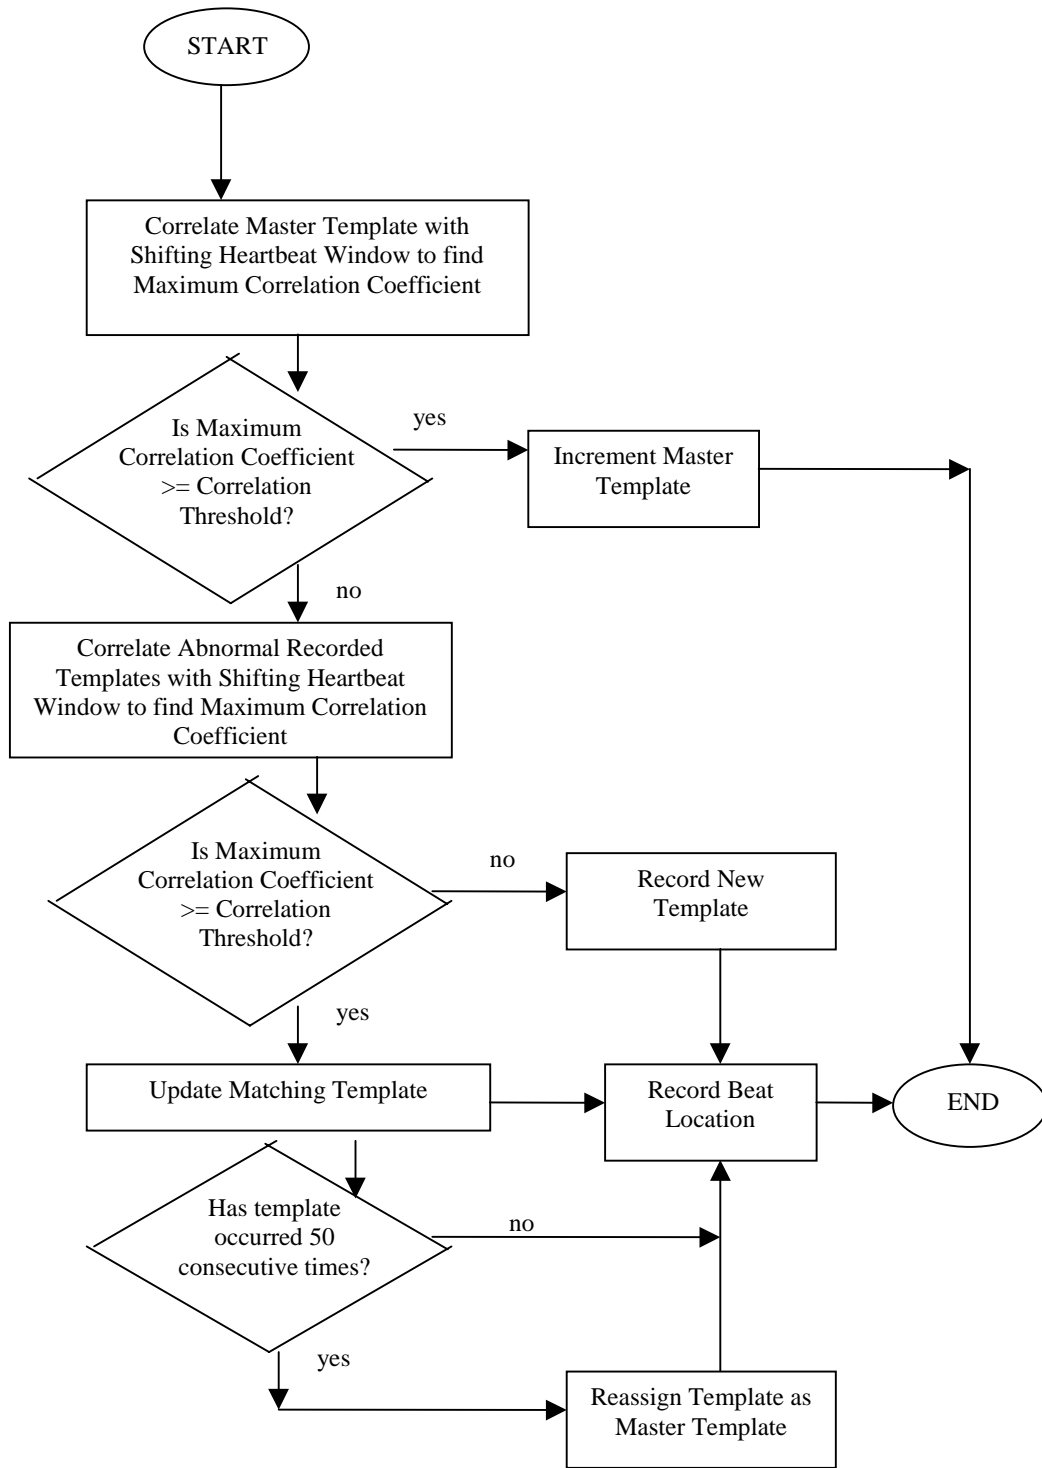 START
Correlate Master Template with
Shifting Heartbeat Window to find
Maximum Correlation Coefficient
Is Maximum
Correlation Coefficient
>= Correlation
Threshold?
yes
Increment Master
Template
no
Correlate Abnormal Recorded
Templates with Shifting Heartbeat
Window to find Maximum Correlation
Coefficient
Is Maximum
Correlation Coefficient
>= Correlation
Threshold?
no
Record New
Template
yes
Update Matching Template
Record Beat
Location
END
Has template
occurred 50
consecutive times?
no
yes
Reassign Template as
Master Template